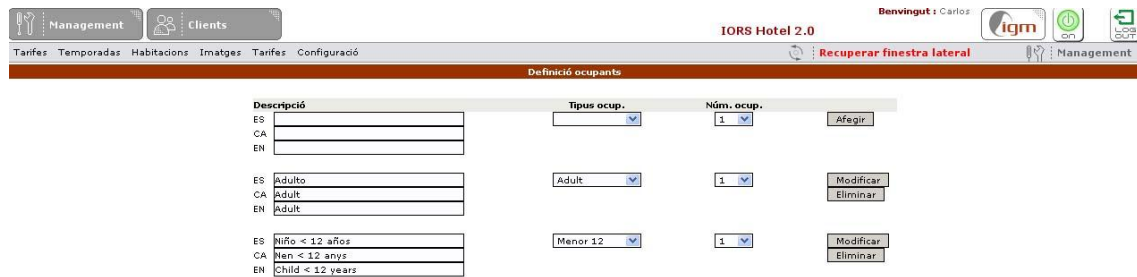 Benvingut : Carlos
Management Clients
IORS Hotel 2.0
igm
on
LOG OUT
Tarifes Temporadas Habitacions Imatges Tarifes Configuració
Recuperar finestra lateral Management
Definició ocupants
Descripció Tipus ocup. Núm. ocup.
ES 1 Afegir
CA
EN
ES Adulto Adult 1 Modificar
CA Adult Eliminar
EN Adult
ES Niño < 12 años Menor 12 1 Modificar
CA Nen < 12 anys Eliminar
EN Child < 12 years